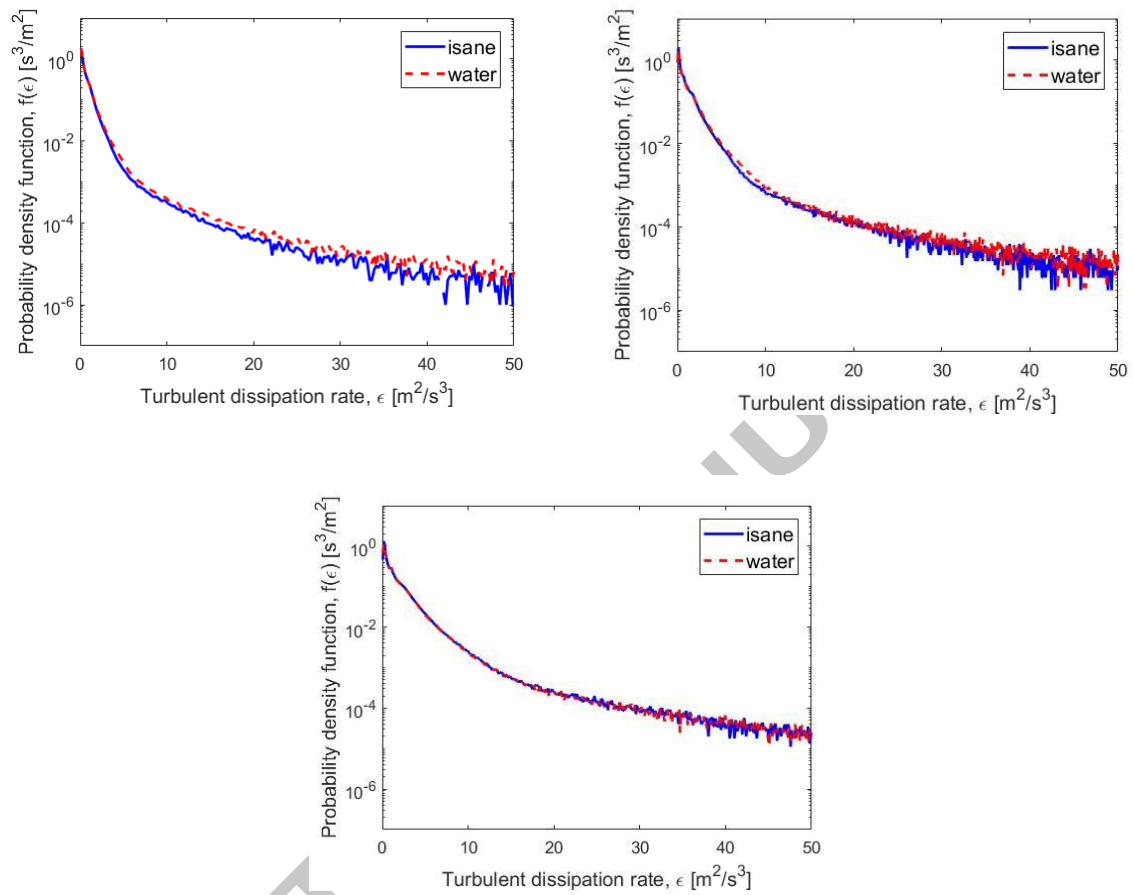 Probability density function, f(ϵ) [s³/m²]
10⁰
10⁻²
10⁻⁴
10⁻⁶
isane
water
0 10 20 30 40 50
Turbulent dissipation rate, ϵ [m²/s³]
Probability density function, f(ϵ) [s³/m²]
10⁰
10⁻²
10⁻⁴
10⁻⁶
isane
water
0 10 20 30 40 50
Turbulent dissipation rate, ϵ [m²/s³]
Probability density function, f(ϵ) [s³/m²]
10⁰
10⁻²
10⁻⁴
10⁻⁶
isane
water
0 10 20 30 40 50
Turbulent dissipation rate, ϵ [m²/s³]